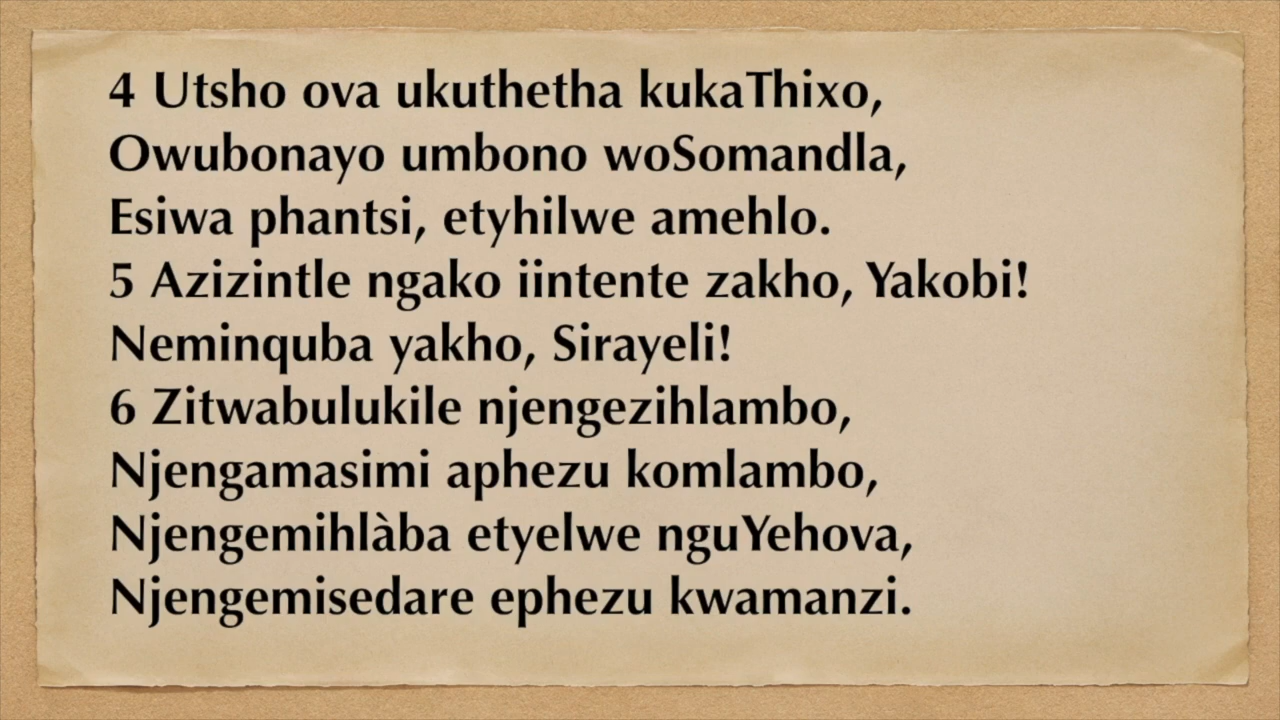 4 Utsho ova ukuthetha kukaThixo,
Owubonayo umbono woSomandla,
Esiwa phantsi, etyhilwe amehlo.
5 Azizintle ngako iintente zakho, Yakobi!
Neminquba yakho, Sirayeli!
6 Zitwabulukile njengezihlambo,
Njengamasimi aphezu komlambo,
Njengemihlàba etyelwe nguYehova,
Njengemisedare ephezu kwamanzi.